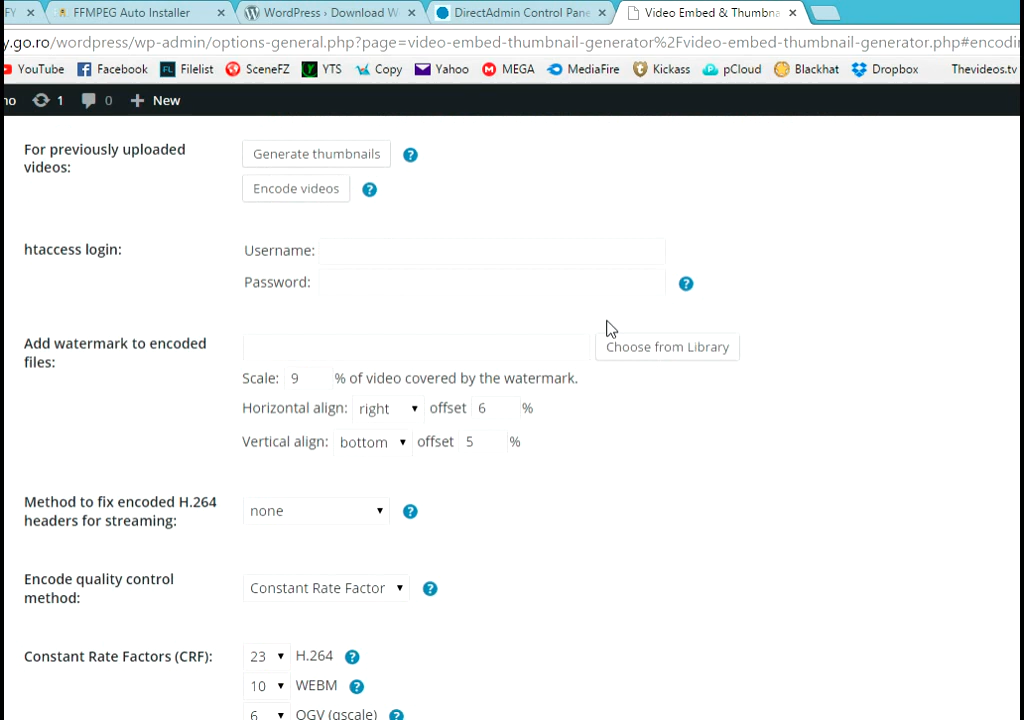 FY
FFMPEG Auto Installer
WordPress › Download W
DirectAdmin Control Pane
Video Embed & Thumbna
y.go.ro/wordpress/wp-admin/options-general.php?page=video-embed-thumbnail-generator%2Fvideo-embed-thumbnail-generator.php#encodin
YouTube Facebook Filelist SceneFZ YTS Copy Yahoo MEGA MediaFire Kickass pCloud Blackhat Dropbox Thevideos.tv
no 1 0 + New
For previously uploaded
videos:
Generate thumbnails ?
Encode videos ?
htaccess login:
Username:
Password: ?
Add watermark to encoded
files:
Choose from Library
Scale: 9 % of video covered by the watermark.
Horizontal align: right offset 6 %
Vertical align: bottom offset 5 %
Method to fix encoded H.264
headers for streaming:
none ?
Encode quality control
method:
Constant Rate Factor ?
Constant Rate Factors (CRF):
23 H.264 ?
10 WEBM ?
6 OGV (qscale) ?